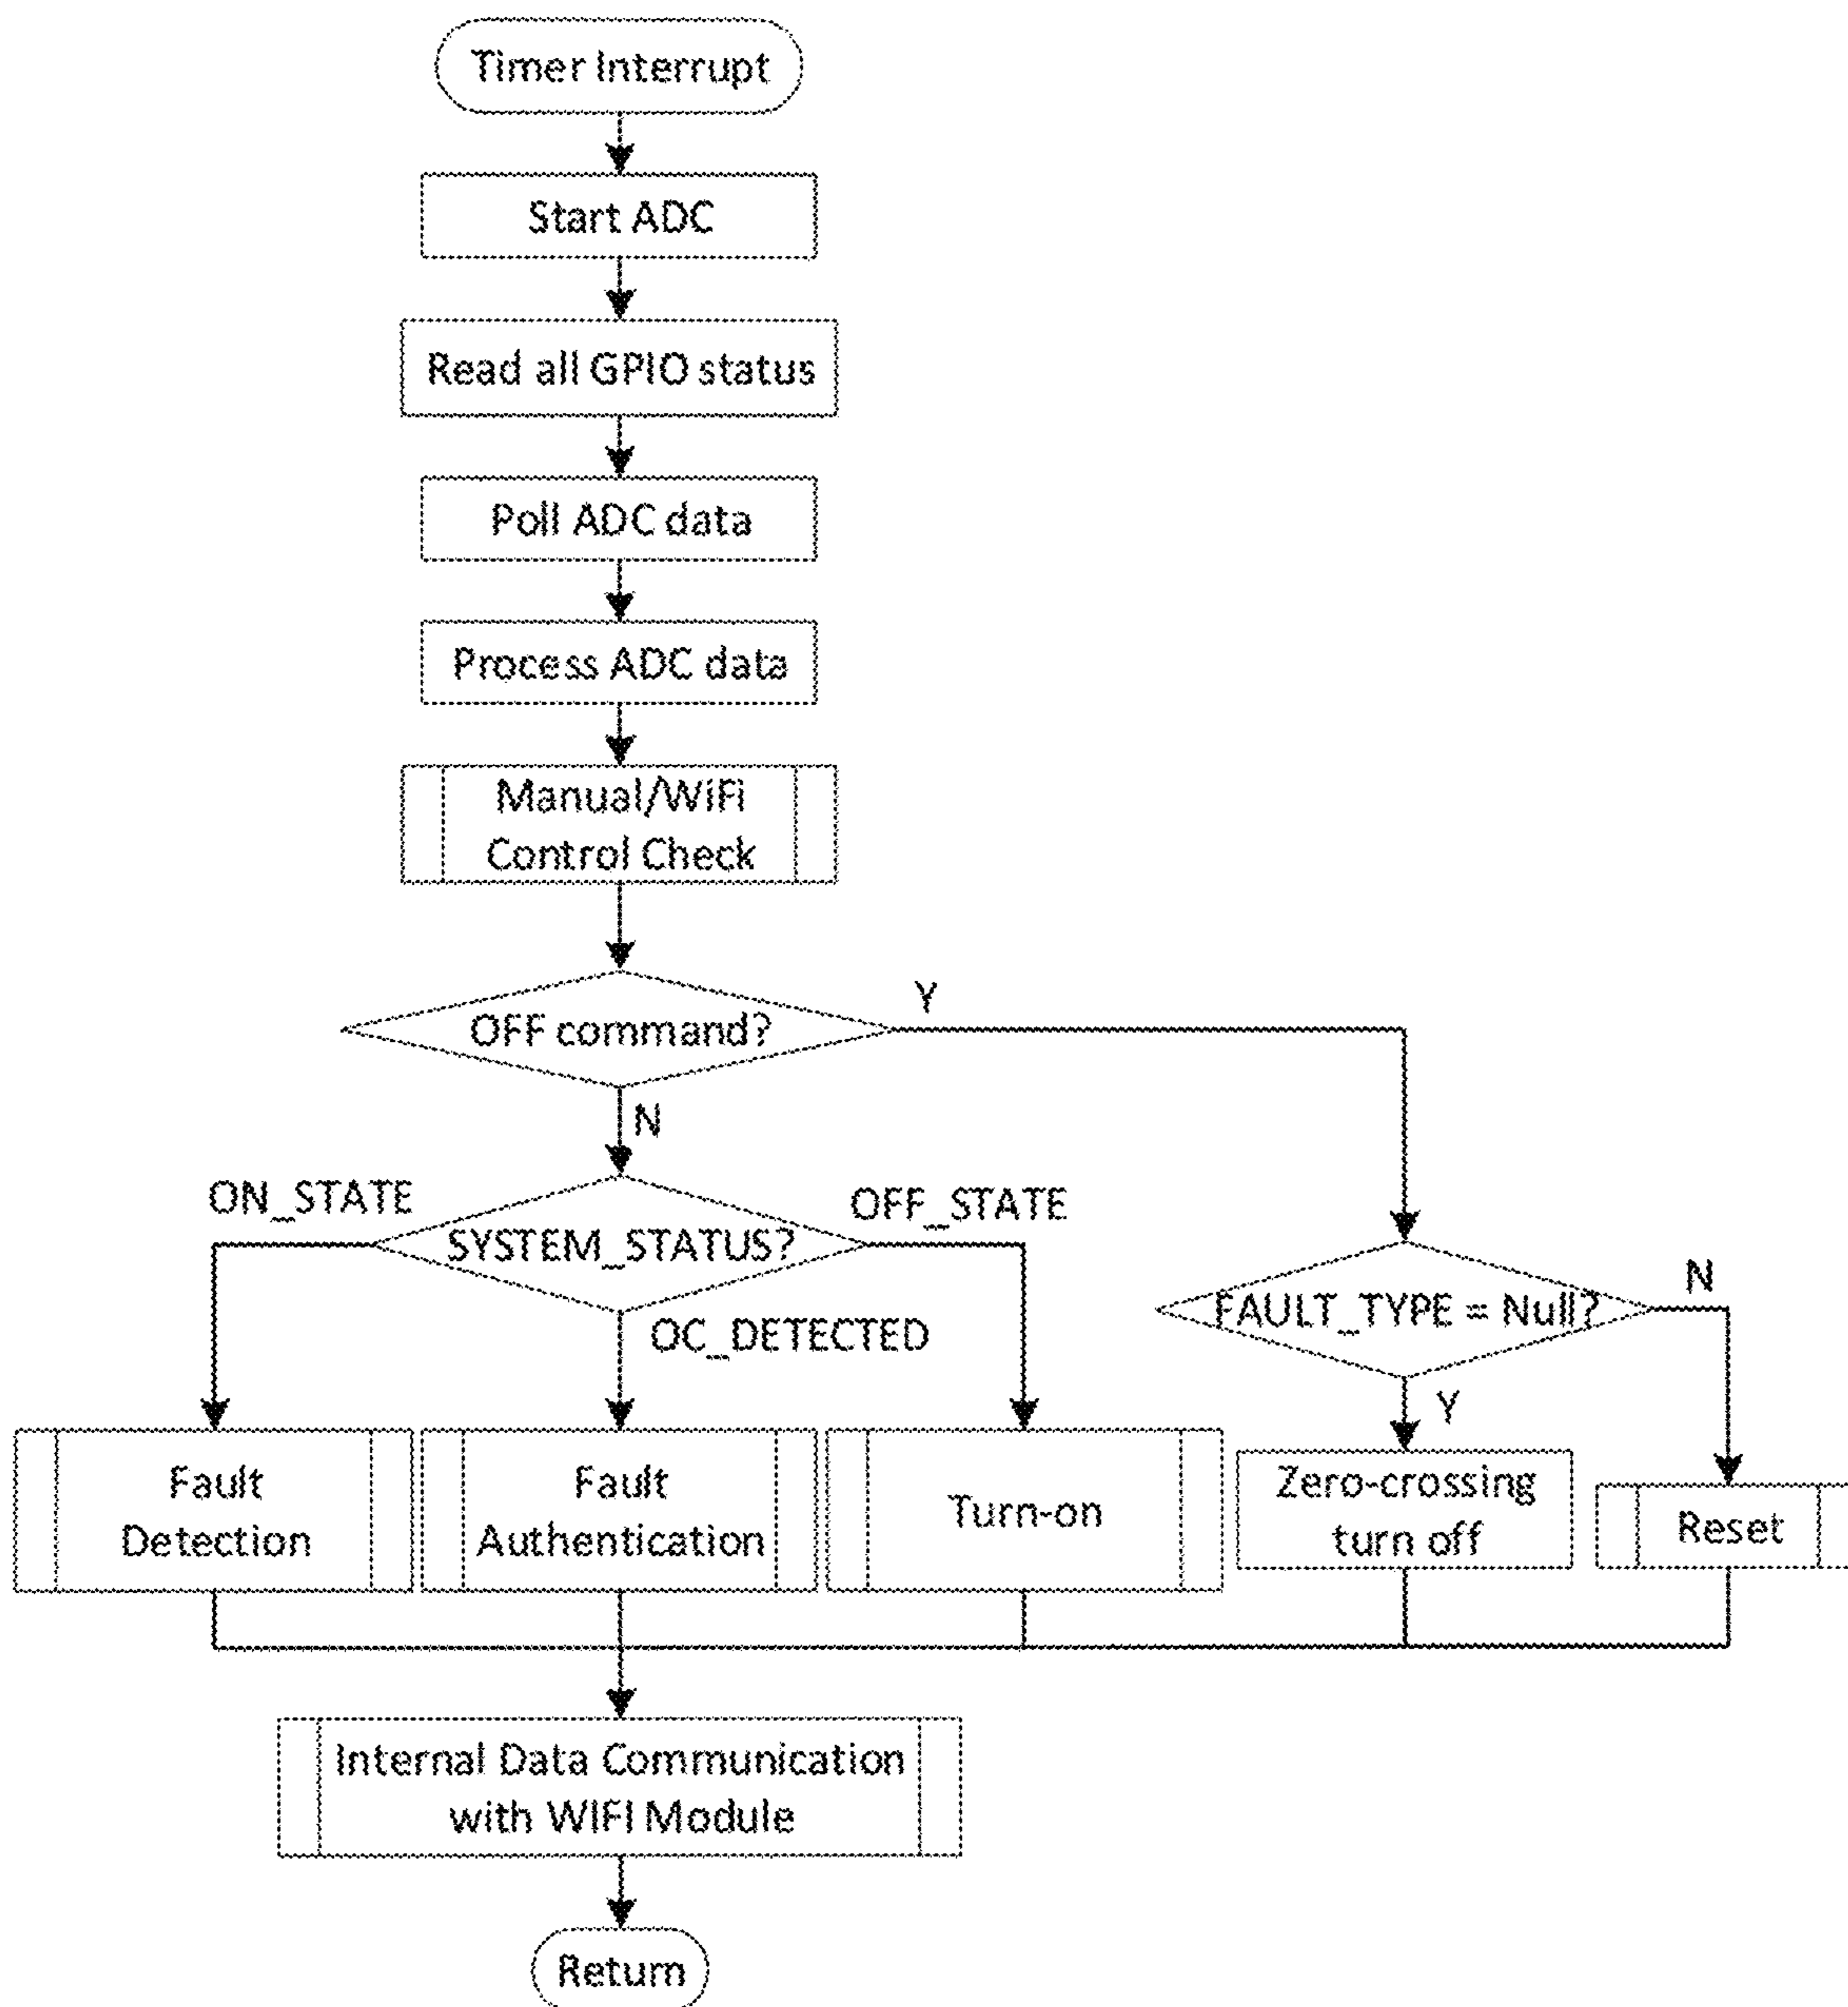 Timer Interrupt
Start ADC
Read all GPIO status
Poll ADC data
Process ADC data
Manual/WiFi
Control Check
OFF command?
Y
N
ON_STATE
SYSTEM_STATUS?
OFF_STATE
OC_DETECTED
FAULT_TYPE = Null?
N
Y
Fault
Detection
Fault
Authentication
Turn-on
Zero-crossing
turn off
Reset
Internal Data Communication
with WIFI Module
Return